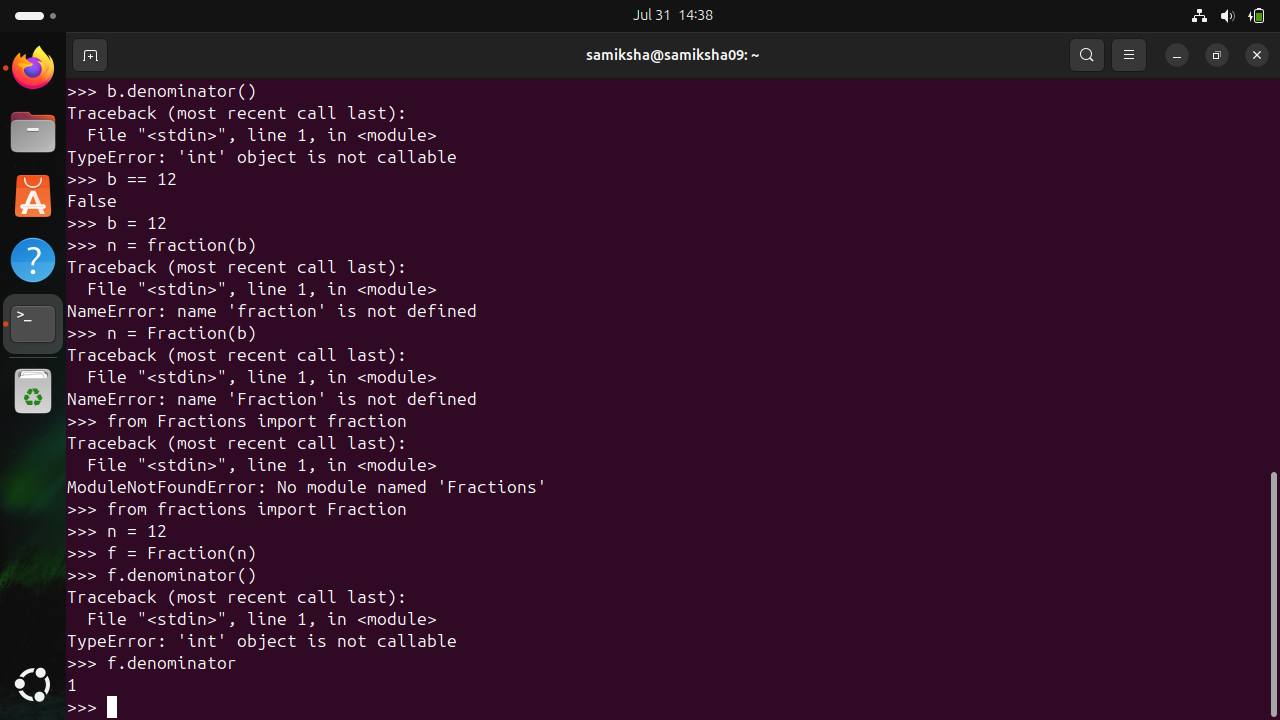 Jul 31 14:38
samiksha@samiksha09: ~
>>> b.denominator()
Traceback (most recent call last):
  File "<stdin>", line 1, in <module>
TypeError: 'int' object is not callable
>>> b == 12
False
>>> b = 12
>>> n = fraction(b)
Traceback (most recent call last):
  File "<stdin>", line 1, in <module>
NameError: name 'fraction' is not defined
>>> n = Fraction(b)
Traceback (most recent call last):
  File "<stdin>", line 1, in <module>
NameError: name 'Fraction' is not defined
>>> from Fractions import fraction
Traceback (most recent call last):
  File "<stdin>", line 1, in <module>
ModuleNotFoundError: No module named 'Fractions'
>>> from fractions import Fraction
>>> n = 12
>>> f = Fraction(n)
>>> f.denominator()
Traceback (most recent call last):
  File "<stdin>", line 1, in <module>
TypeError: 'int' object is not callable
>>> f.denominator
1
>>>